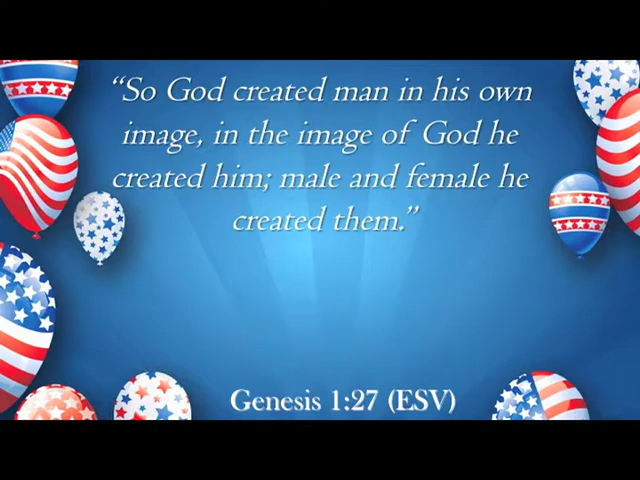 “So God created man in his own
image, in the image of God he
created him; male and female he
created them.”
Genesis 1:27 (ESV)